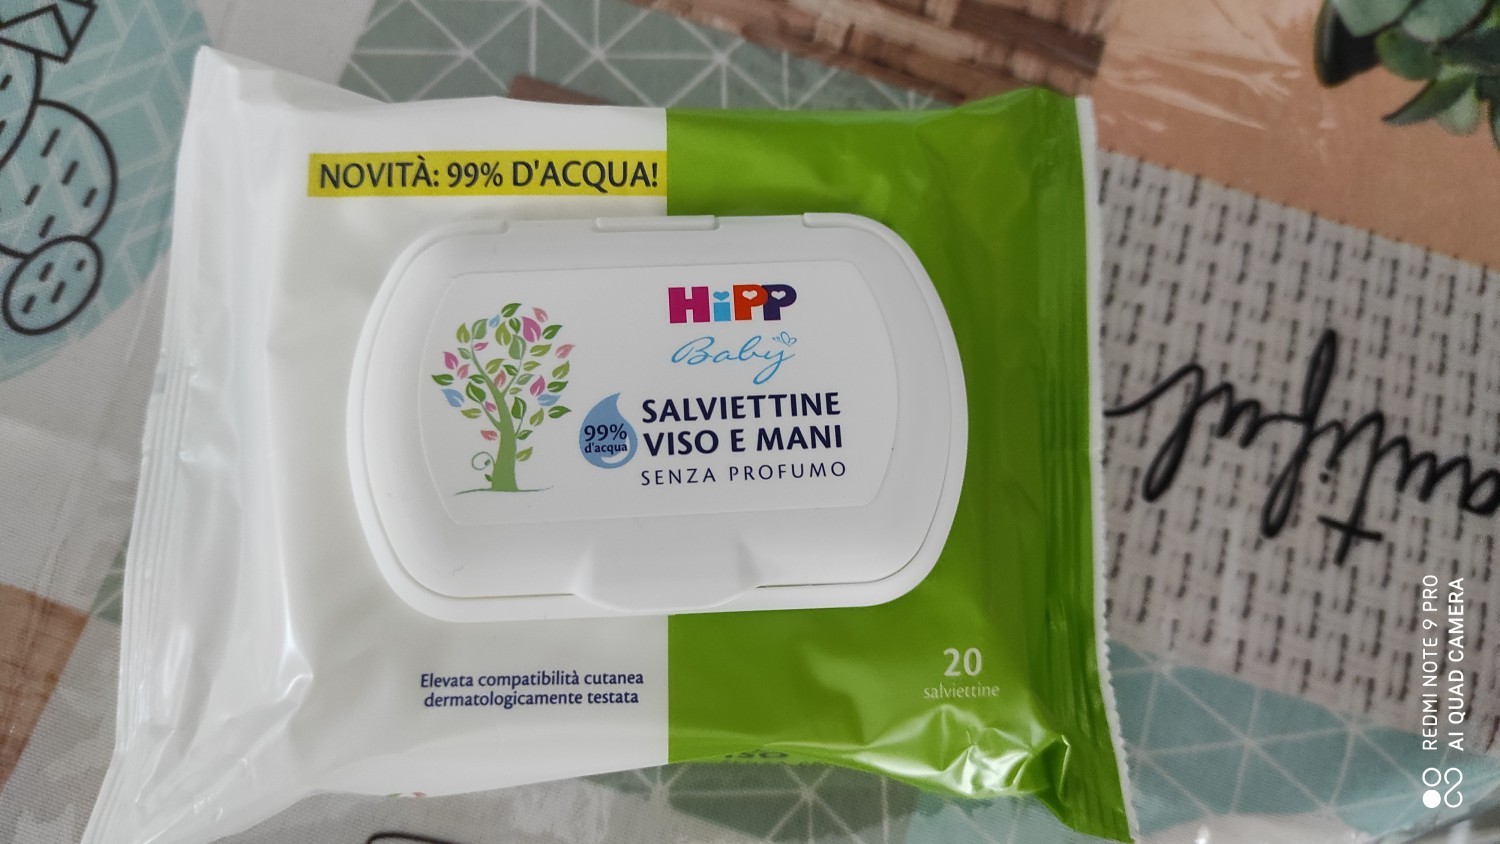 NOVITÀ: 99% D'ACQUA!
HiPP
Baby
99%
d'acqua
SALVIETTINE
VISO E MANI
SENZA PROFUMO
Elevata compatibilità cutanea
dermatologicamente testata
20
salviettine
REDMI NOTE 9 PRO
AI QUAD CAMERA